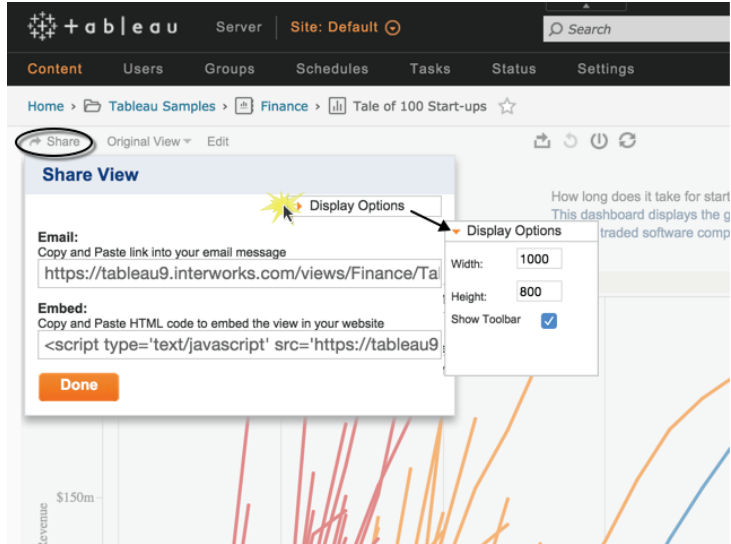 +ableau Server Site: Default
Search
Content Users Groups Schedules Tasks Status Settings
Home › Tableau Samples › Finance › Tale of 100 Start-ups
Share Original View Edit
Share View
Display Options
Email:
Copy and Paste link into your email message
https://tableau9.interworks.com/views/Finance/Ta
Embed:
Copy and Paste HTML code to embed the view in your website
<script type='text/javascript' src='https://tableau9
Done
Display Options
Width: 1000
Height: 800
Show Toolbar
How long does it take for start
This dashboard displays the g
traded software comp
$150m